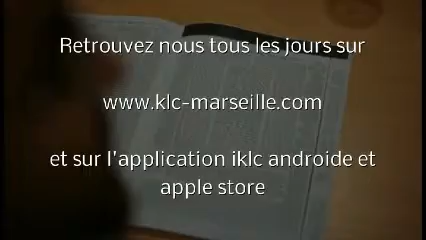 Retrouvez nous tous les jours sur
www.klc-marseille.com
et sur l'application iklc androide et
apple store